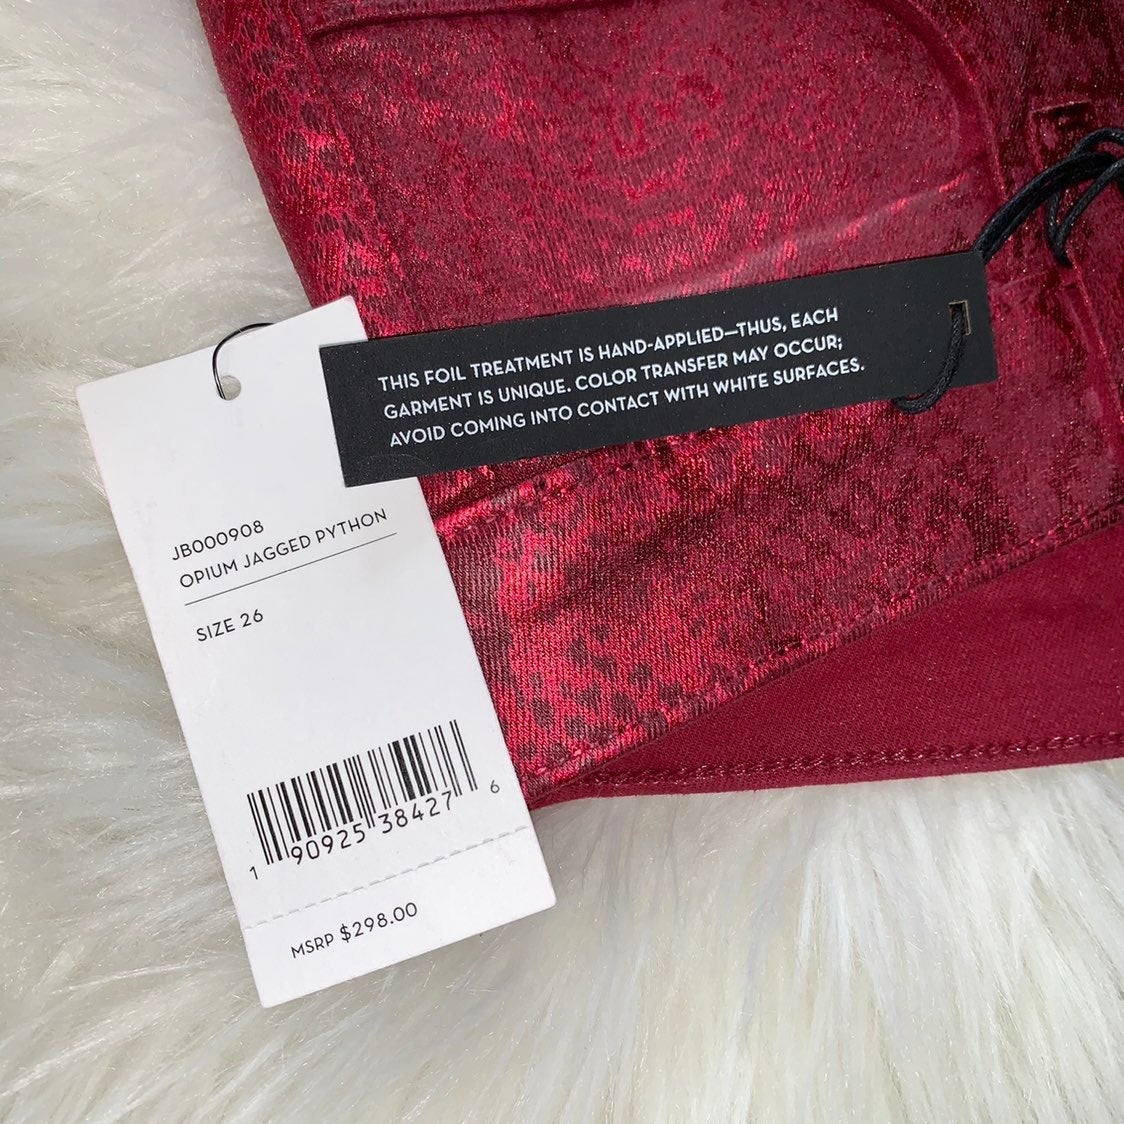 THIS FOIL TREATMENT IS HAND-APPLIED—THUS, EACH
GARMENT IS UNIQUE. COLOR TRANSFER MAY OCCUR;
AVOID COMING INTO CONTACT WITH WHITE SURFACES.
JB000908
OPIUM JAGGED PYTHON
SIZE 26
1 90925 38427 6
MSRP $298.00